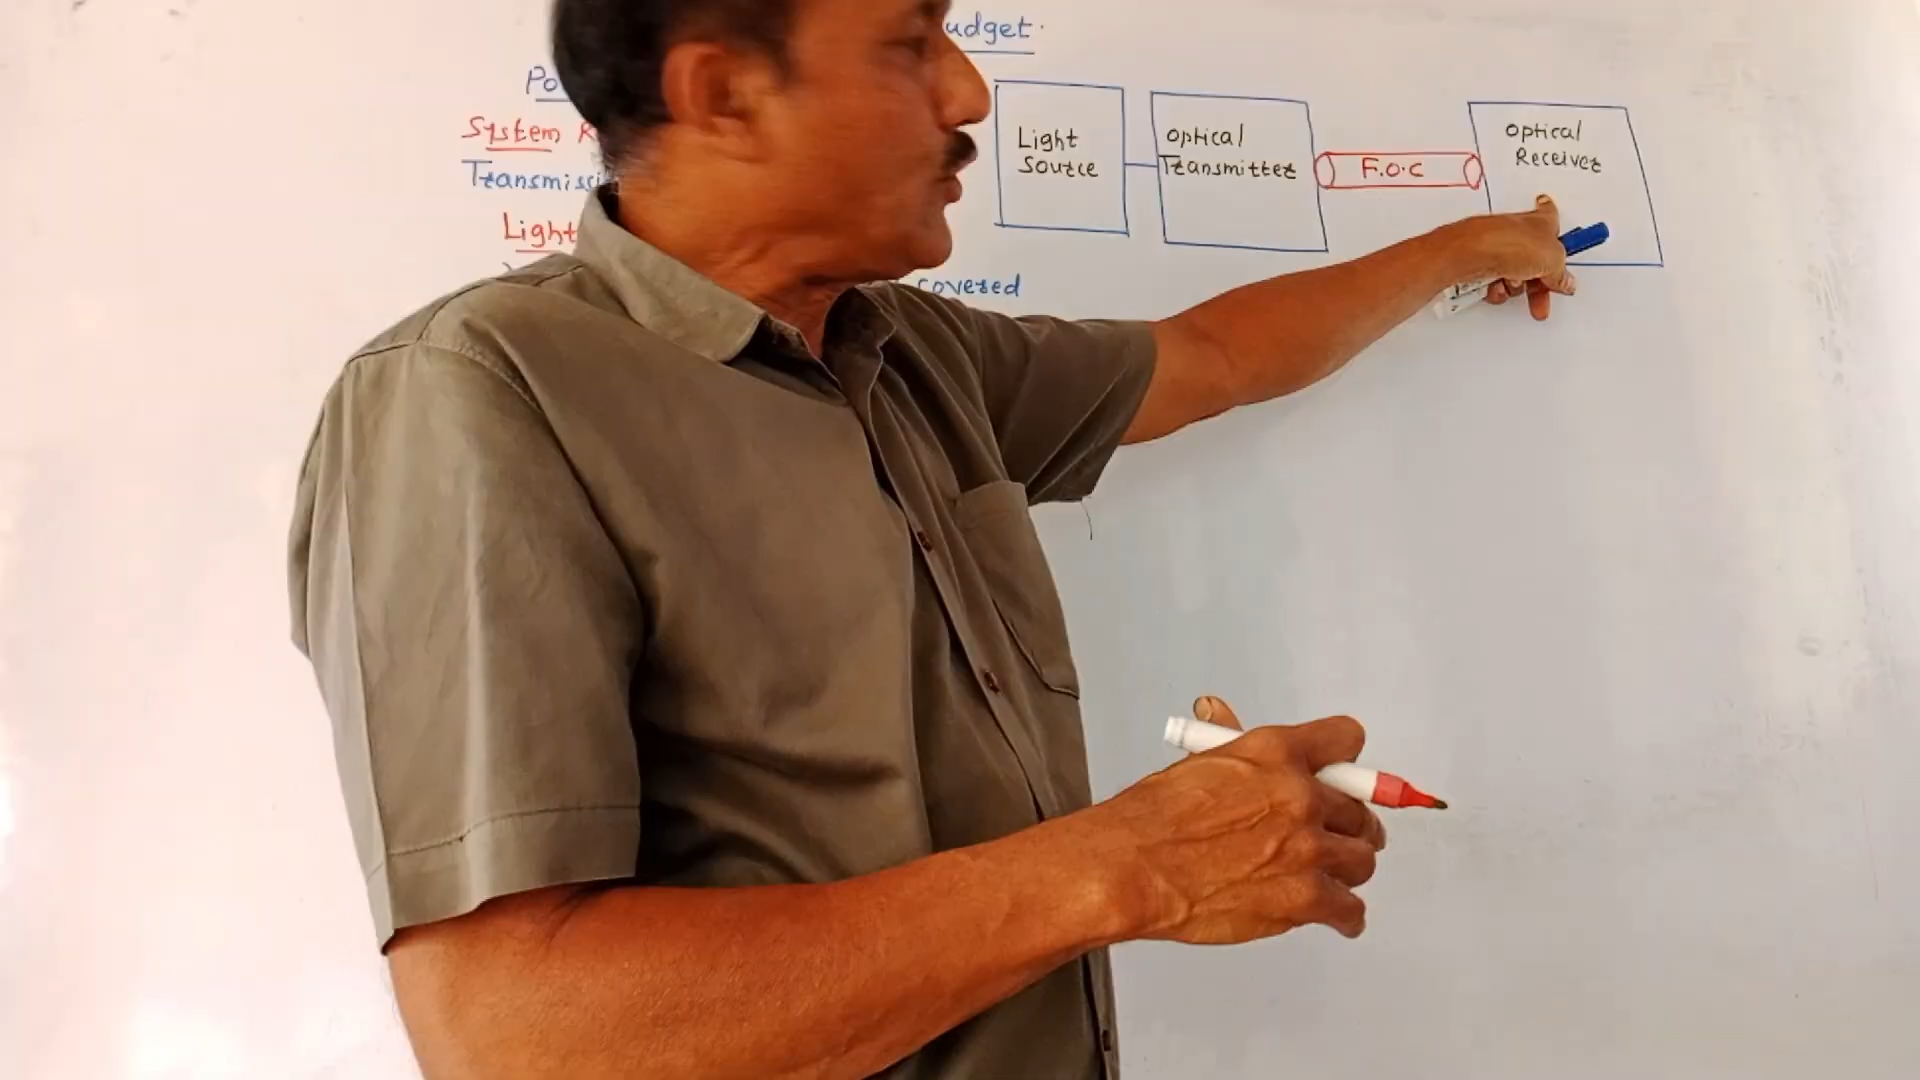 udget.
Po
System R
Transmissi
Light
covered
Light
Source
Optical
Transmitter
F.O.C
Optical
Receiver